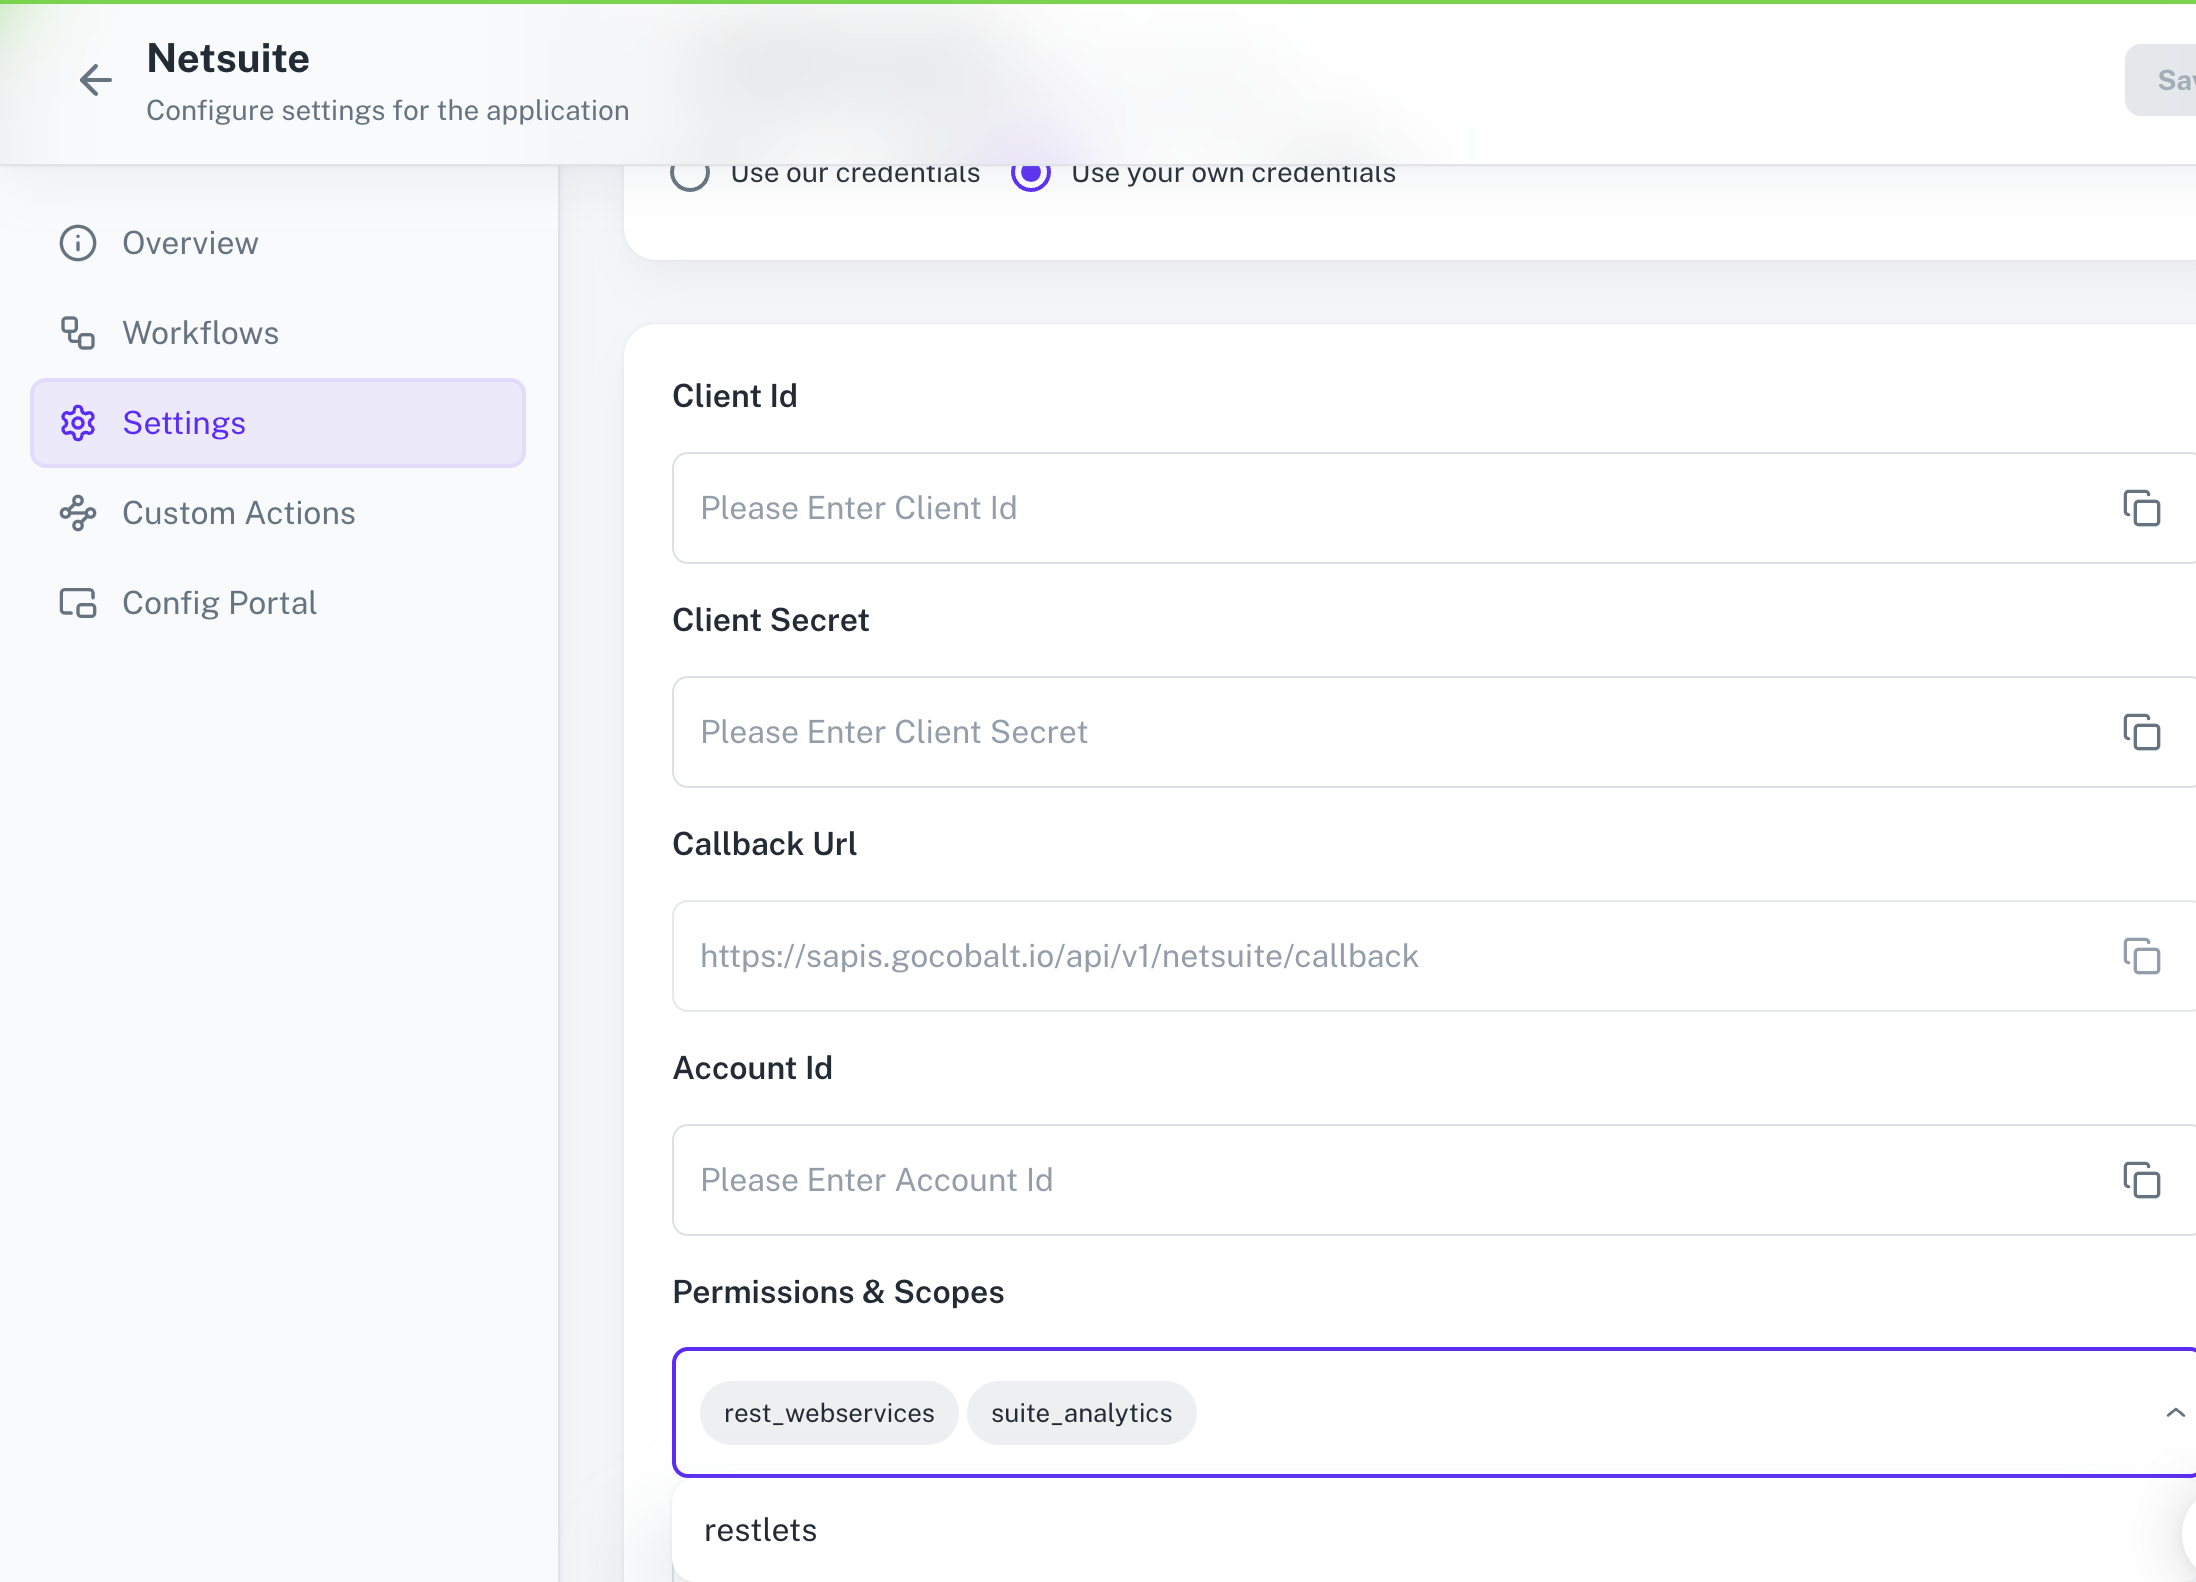 Netsuite
Configure settings for the application
Use our credentials
Use your own credentials
Overview
Workflows
Settings
Custom Actions
Config Portal
Client Id
Please Enter Client Id
Client Secret
Please Enter Client Secret
Callback Url
https://sapis.gocobalt.io/api/v1/netsuite/callback
Account Id
Please Enter Account Id
Permissions & Scopes
rest_webservices suite_analytics
restlets